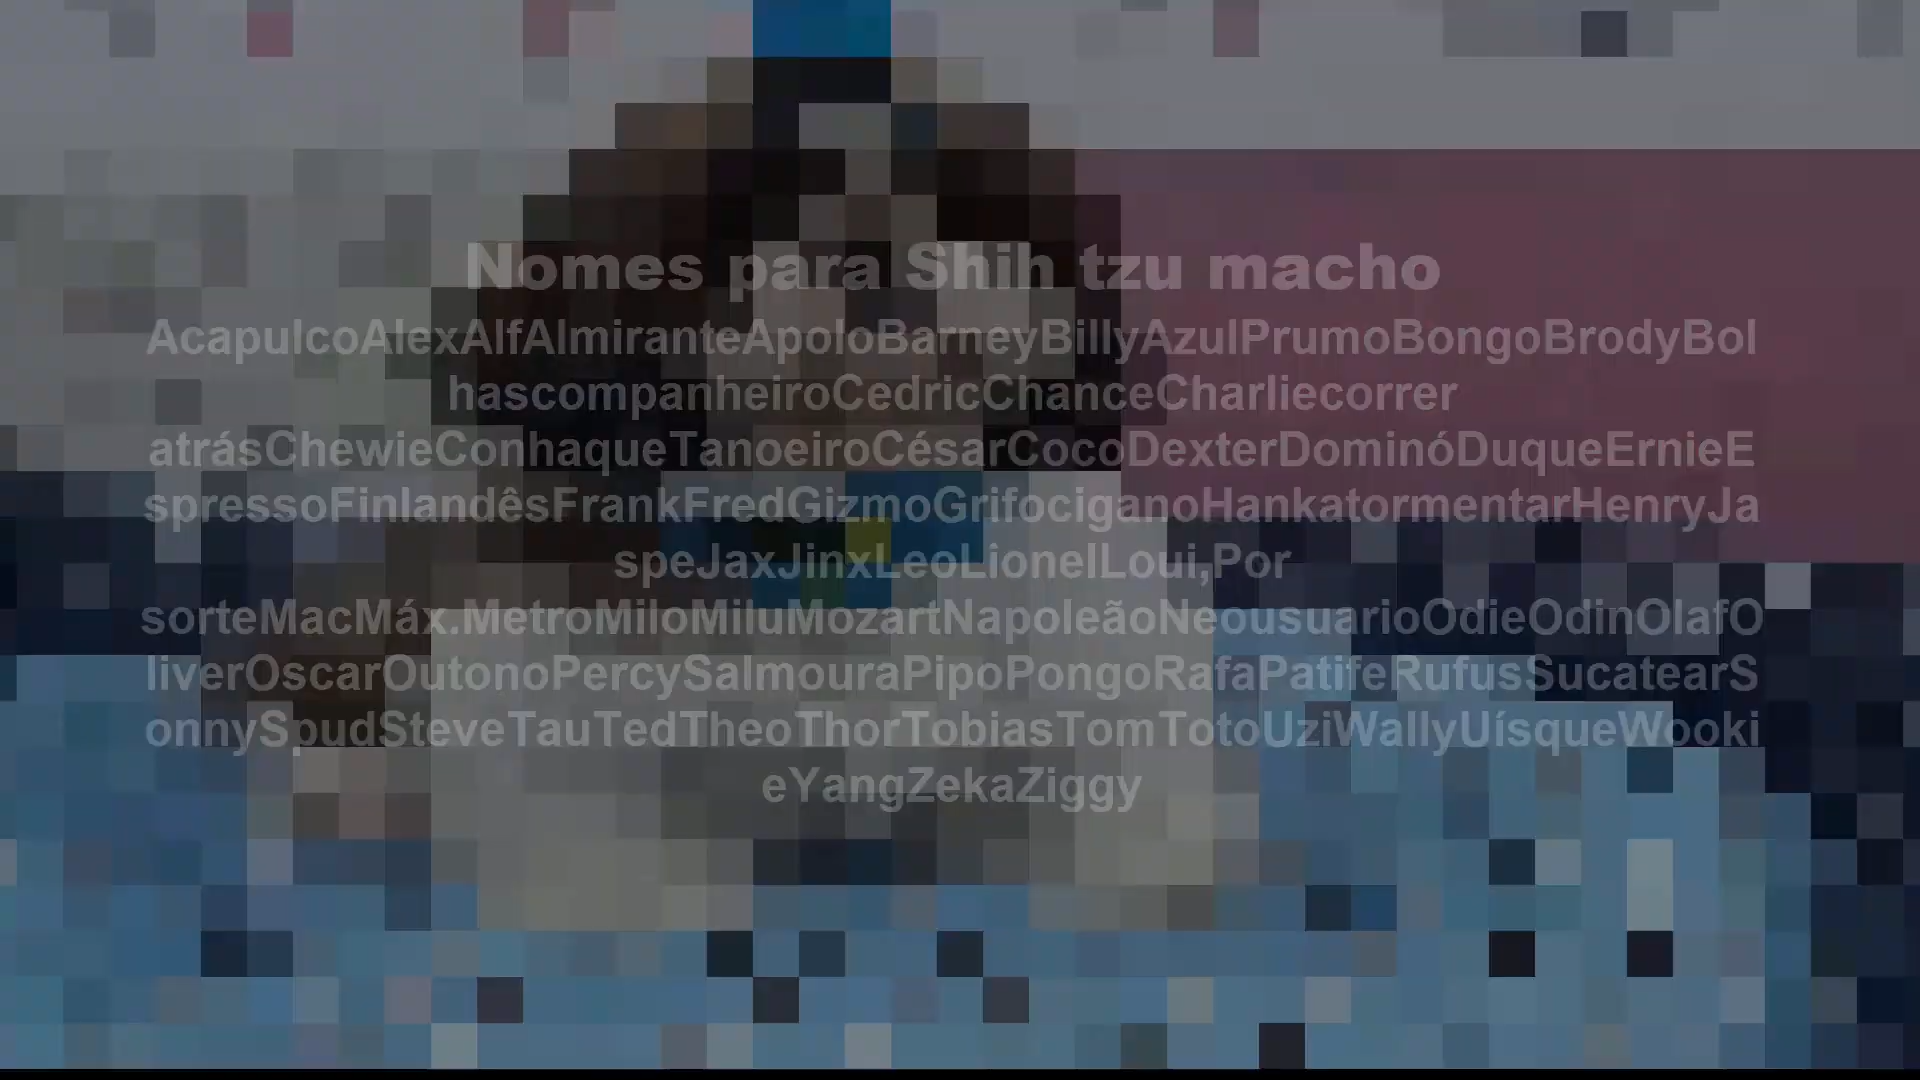 Nomes para Shih tzu macho
AcapulcoAlexAlfAlmiranteApoloBarneyBillyAzulPrumoBongoBrodyBol
hascompanheiroCedricChanceCharliecorrer
atrásChewieConhaqueTanoeiroCésarCocoDexterDominóDuqueErnieE
spressoFinlandêsFrankFredGizmoGrifociganoHankatormentarHenryJa
speJaxJinxLeoLionelLoui,Por
sorteMacMáx.MetroMiloMiluMozartNapoleãoNeousuarioOdieOdinOlafO
liverOscarOutonoPercySalmouraPipoPongoRafaPatifeRufusSucatearS
onnySpudSteveTauTedTheoThorTobiasTomTotoUziWallyUísqueWooki
eYangZekaZiggy